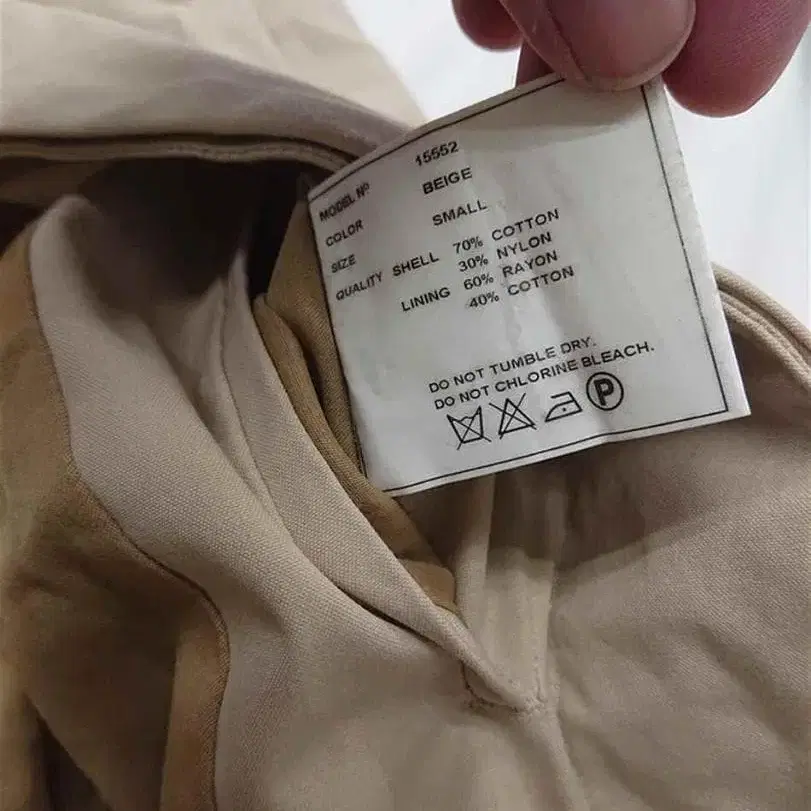 MODEL Nº 15552
COLOR BEIGE
SIZE SMALL
QUALITY SHELL 70% COTTON
30% NYLON
LINING 60% RAYON
40% COTTON
DO NOT TUMBLE DRY.
DO NOT CHLORINE BLEACH.
P